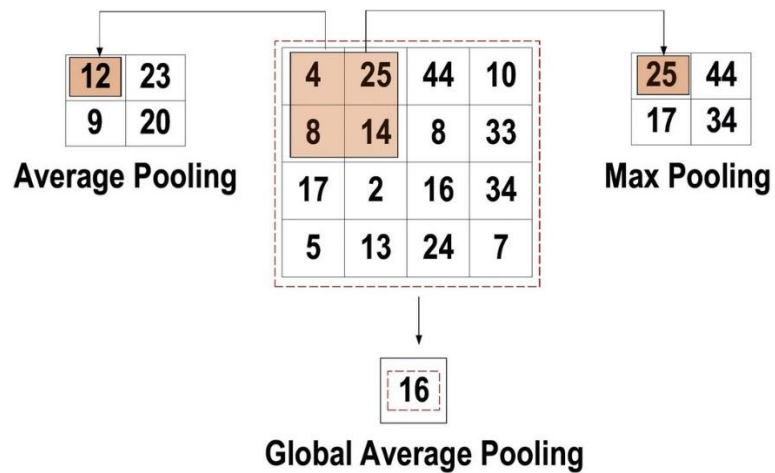 12 23
9 20
Average Pooling
4 25 44 10
8 14 8 33
17 2 16 34
5 13 24 7
25 44
17 34
Max Pooling
16
Global Average Pooling